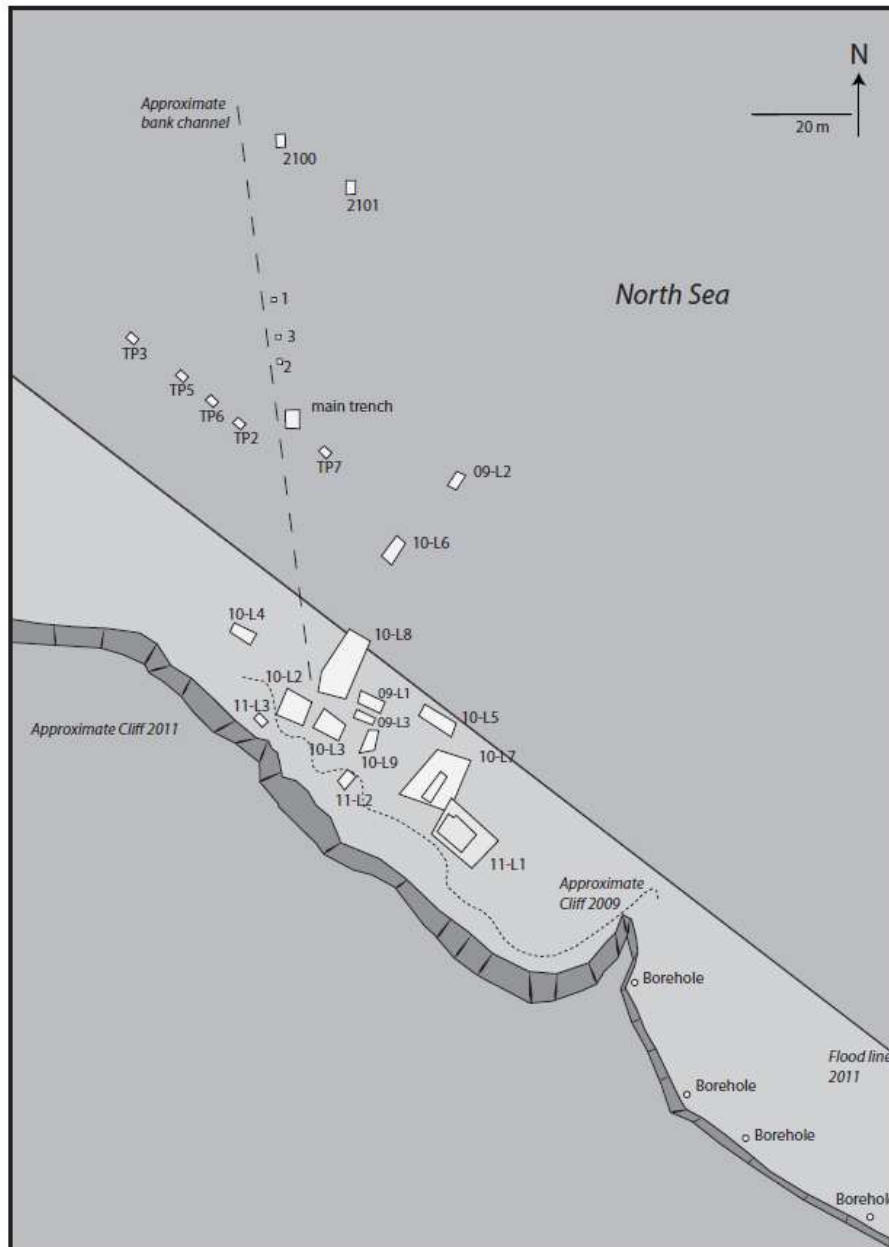 N
20 m
Approximate
bank channel
2100
2101
North Sea
1
3
2
TP3
TP5
TP6
TP2
main trench
TP7
09-L2
10-L6
10-L4
10-L8
10-L2
09-L1
11-L3
09-L3
10-L5
Approximate Cliff 2011
10-L3
10-L9
10-L7
11-L2
11-L1
Approximate
Cliff 2009
Borehole
Flood line
2011
Borehole
Borehole
Borehole